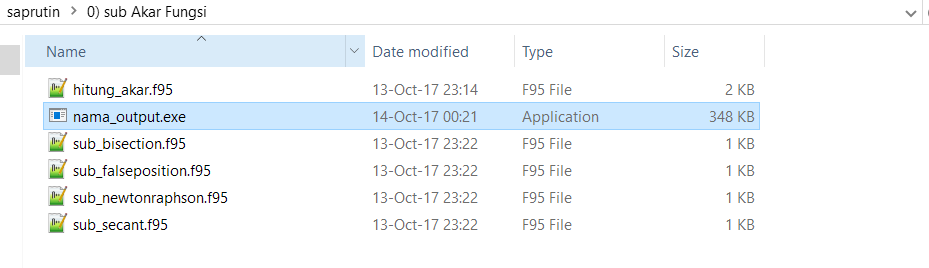 saprutin > 0) sub Akar Fungsi
Name Date modified Type Size
hitung_akar.f95 13-Oct-17 23:14 F95 File 2 KB
nama_output.exe 14-Oct-17 00:21 Application 348 KB
sub_bisection.f95 13-Oct-17 23:22 F95 File 1 KB
sub_falseposition.f95 13-Oct-17 23:22 F95 File 1 KB
sub_newtonraphson.f95 13-Oct-17 23:22 F95 File 1 KB
sub_secant.f95 13-Oct-17 23:22 F95 File 1 KB